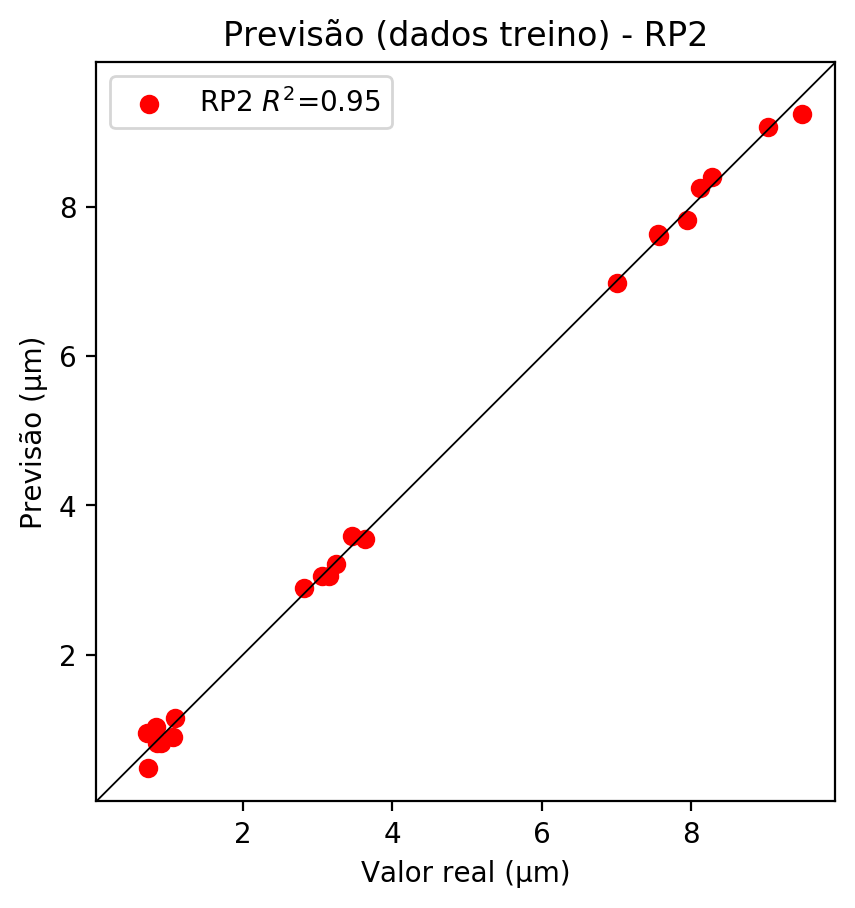 Previsão (dados treino) - RP2
RP2 R²=0.95
Previsão (µm)
8
6
4
2
2 4 6 8
Valor real (µm)